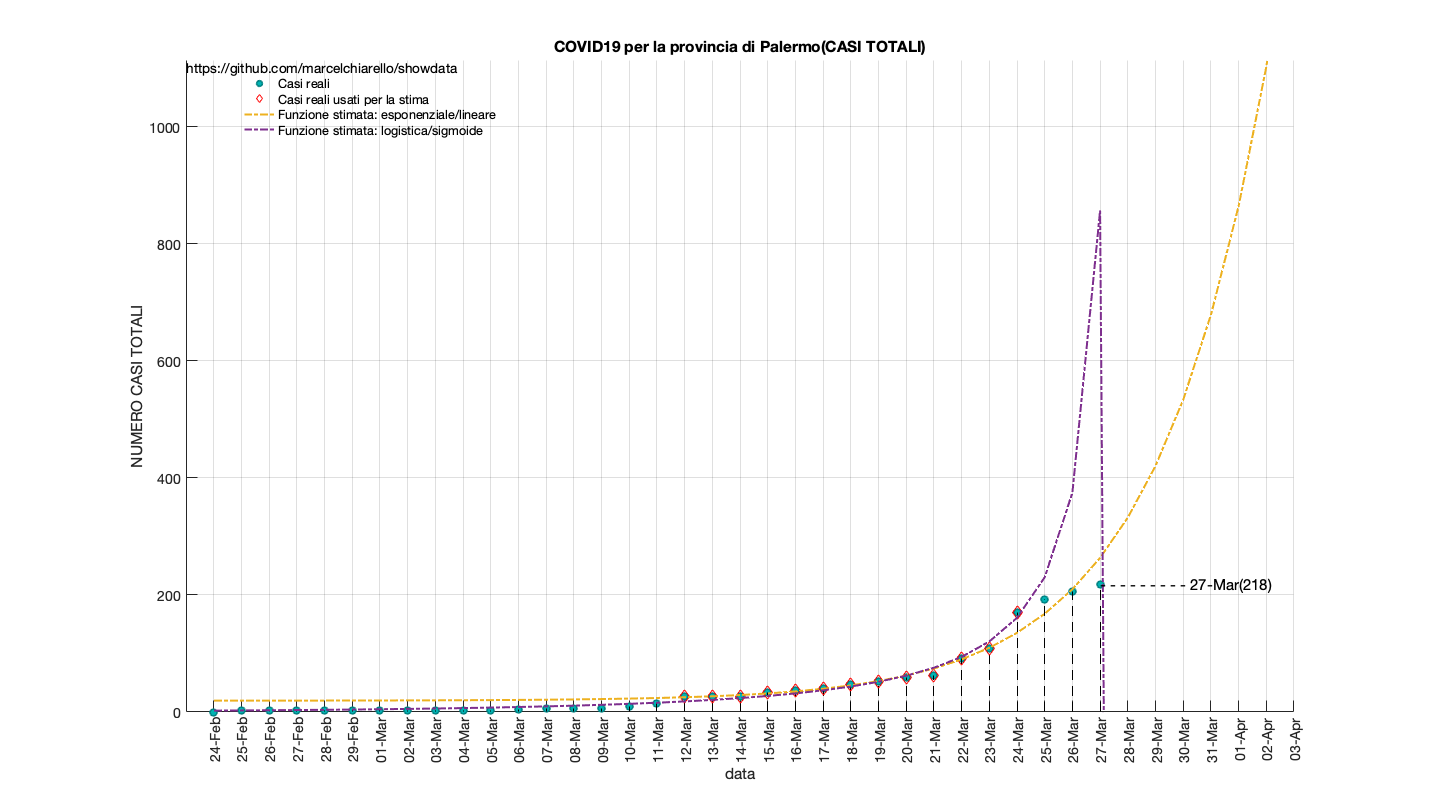 COVID19 per la provincia di Palermo(CASI TOTALI)
https://github.com/marcelchiarello/showdata
Casi reali
Casi reali usati per la stima
Funzione stimata: esponenziale/lineare
Funzione stimata: logistica/sigmoide
NUMERO CASI TOTALI
1000
800
600
400
200
0
27-Mar(218)
24-Feb
25-Feb
26-Feb
27-Feb
28-Feb
29-Feb
01-Mar
02-Mar
03-Mar
04-Mar
05-Mar
06-Mar
07-Mar
08-Mar
09-Mar
10-Mar
11-Mar
12-Mar
13-Mar
14-Mar
15-Mar
16-Mar
17-Mar
18-Mar
19-Mar
20-Mar
21-Mar
22-Mar
23-Mar
24-Mar
25-Mar
26-Mar
27-Mar
28-Mar
29-Mar
30-Mar
31-Mar
01-Apr
02-Apr
03-Apr
data